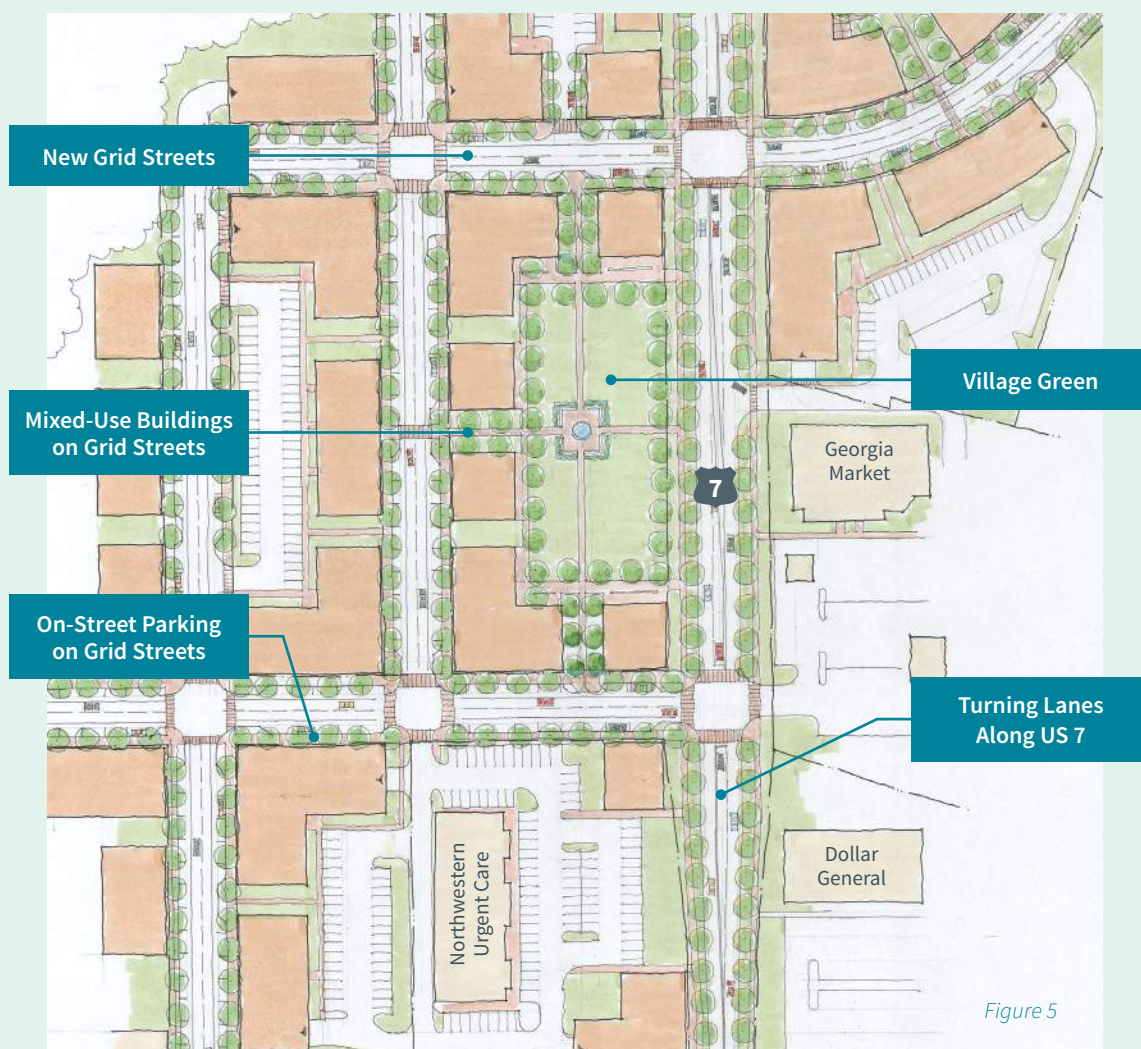 New Grid Streets
Village Green
Mixed-Use Buildings
on Grid Streets
Georgia
Market
7
On-Street Parking
on Grid Streets
Turning Lanes
Along US 7
Northwestern
Urgent Care
Dollar
General
Figure 5